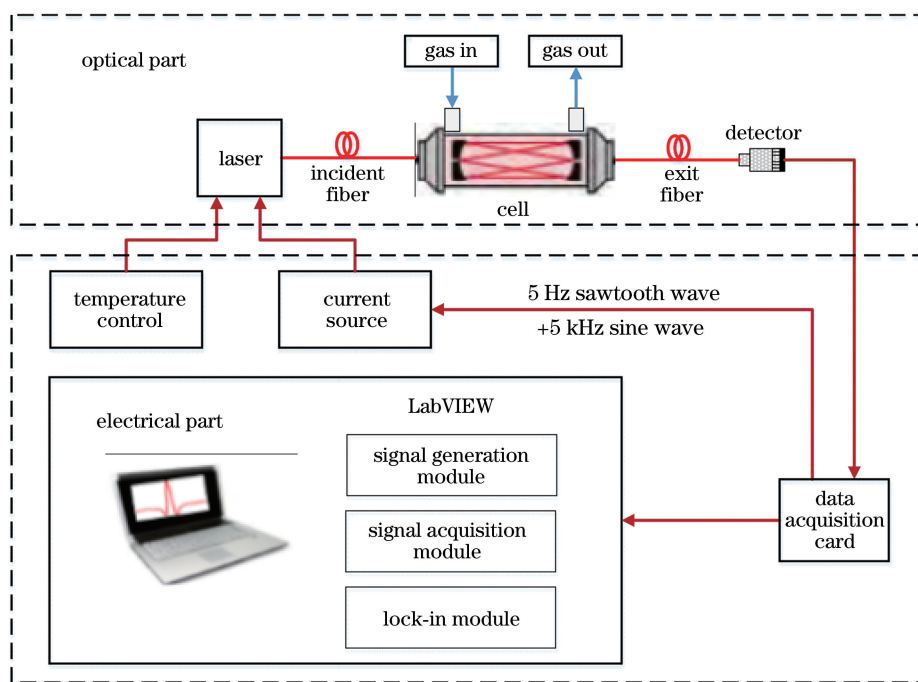 optical part
gas in
gas out
laser
incident
fiber
cell
exit
fiber
detector
temperature
control
current
source
5 Hz sawtooth wave
+5 kHz sine wave
electrical part
LabVIEW
signal generation
module
signal acquisition
module
lock-in module
data
acquisition
card